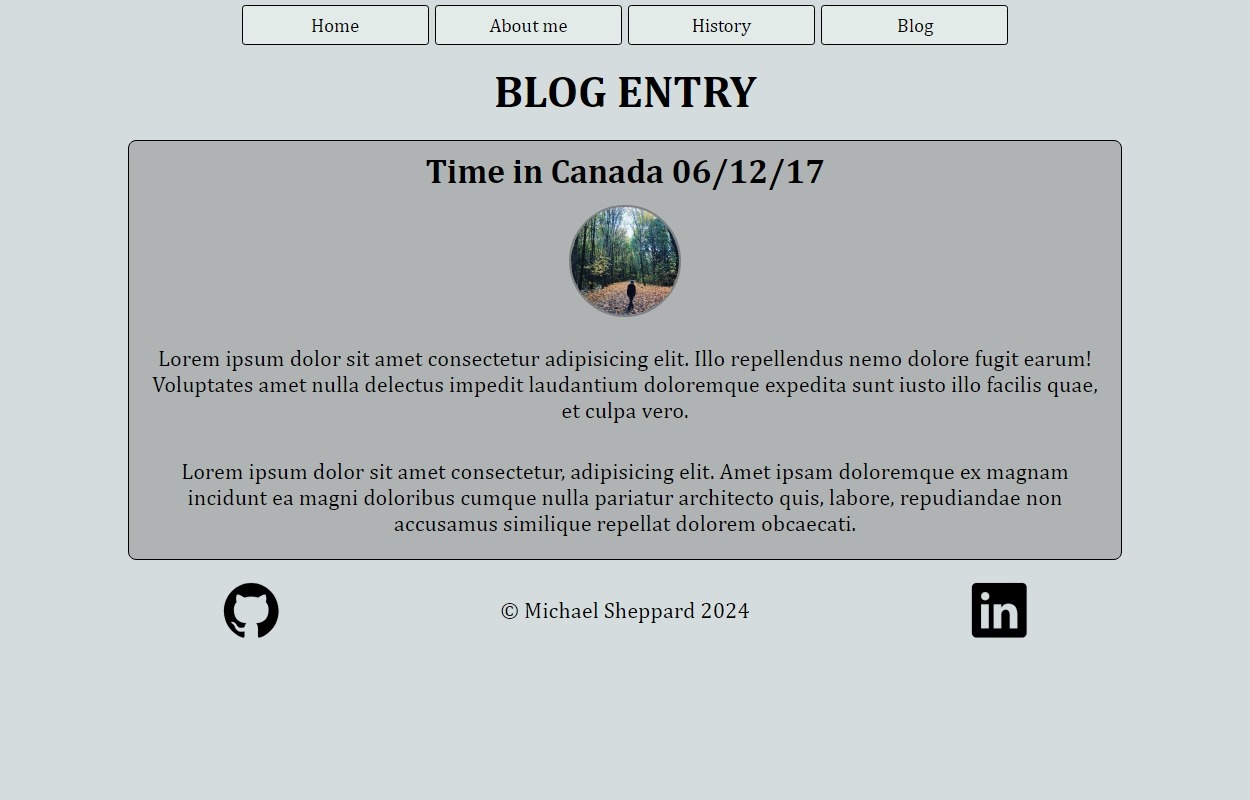 Home
About me
History
Blog
BLOG ENTRY
Time in Canada 06/12/17
Lorem ipsum dolor sit amet consectetur adipisicing elit. Illo repellendus nemo dolore fugit earum!
Voluptates amet nulla delectus impedit laudantium doloremque expedita sunt iusto illo facilis quae,
et culpa vero.
Lorem ipsum dolor sit amet consectetur, adipisicing elit. Amet ipsam doloremque ex magnam
incidunt ea magni doloribus cumque nulla pariatur architecto quis, labore, repudiandae non
accusamus similique repellat dolorem obcaecati.
© Michael Sheppard 2024
in